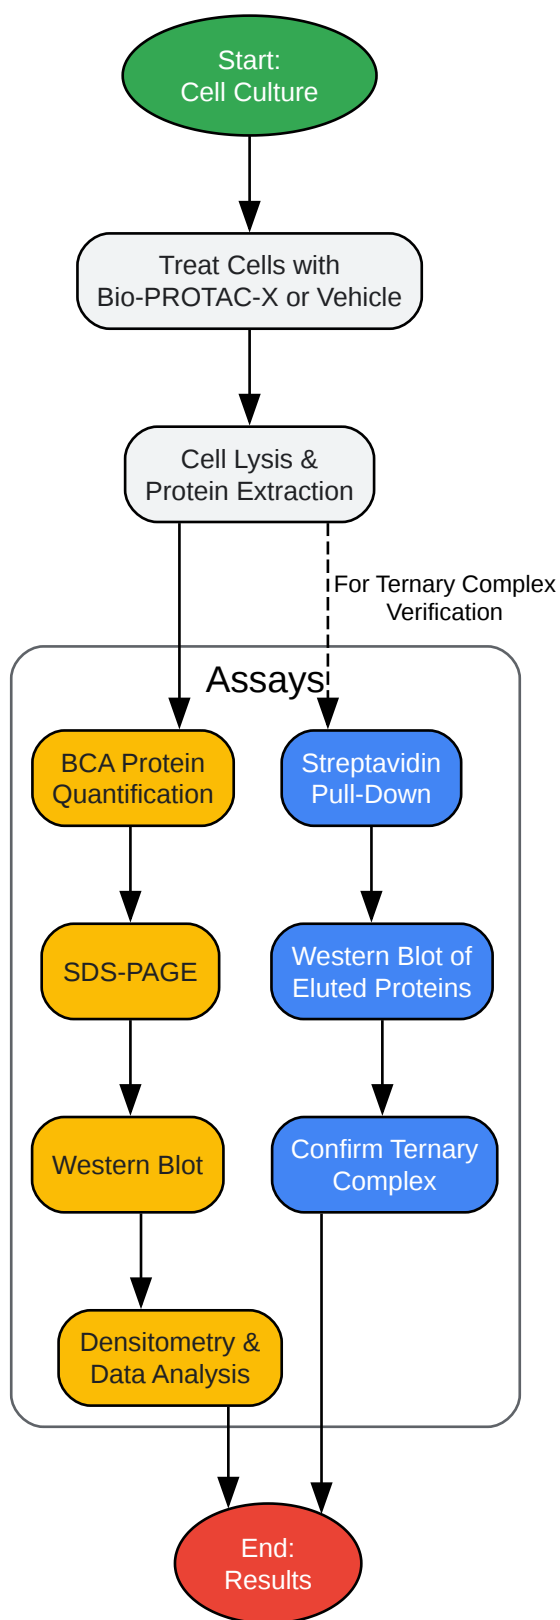 Start:
Cell Culture
Treat Cells with
Bio-PROTAC-X or Vehicle
Cell Lysis &
Protein Extraction
For Ternary Complex
Verification
Assays
BCA Protein
Quantification
Streptavidin
Pull-Down
SDS-PAGE
Western Blot of
Eluted Proteins
Western Blot
Confirm Ternary
Complex
Densitometry &
Data Analysis
End:
Results